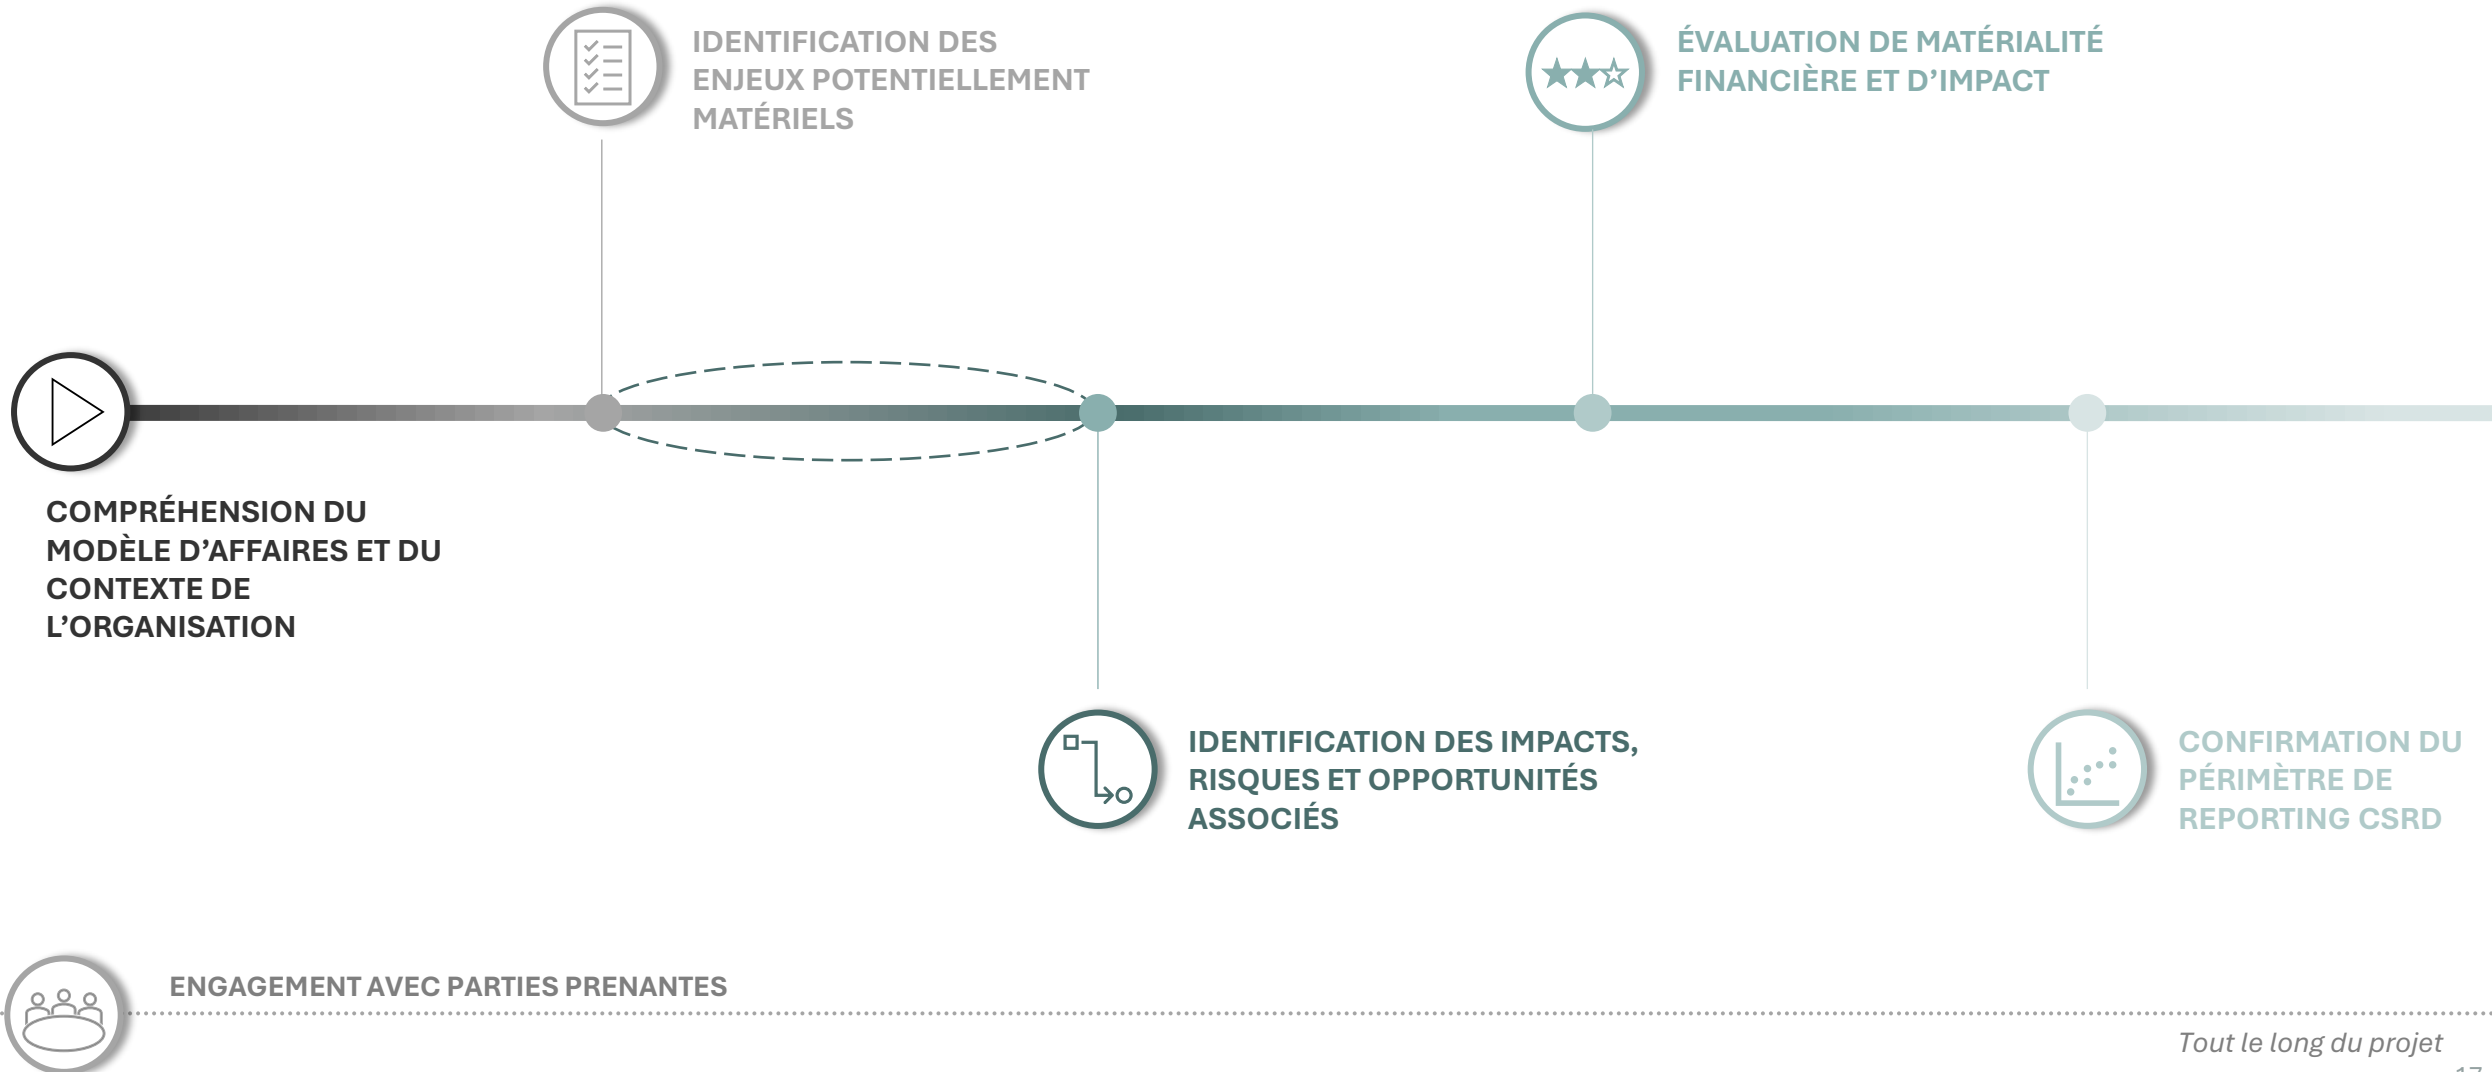 IDENTIFICATION DES
ENJEUX POTENTIELLEMENT
MATÉRIELS
ÉVALUATION DE MATÉRIALITÉ
FINANCIÈRE ET D’IMPACT
COMPRÉHENSION DU
MODÈLE D’AFFAIRES ET DU
CONTEXTE DE
L’ORGANISATION
IDENTIFICATION DES IMPACTS,
RISQUES ET OPPORTUNITÉS
ASSOCIÉS
CONFIRMATION DU
PÉRIMÈTRE DE
REPORTING CSRD
ENGAGEMENT AVEC PARTIES PRENANTES
Tout le long du projet